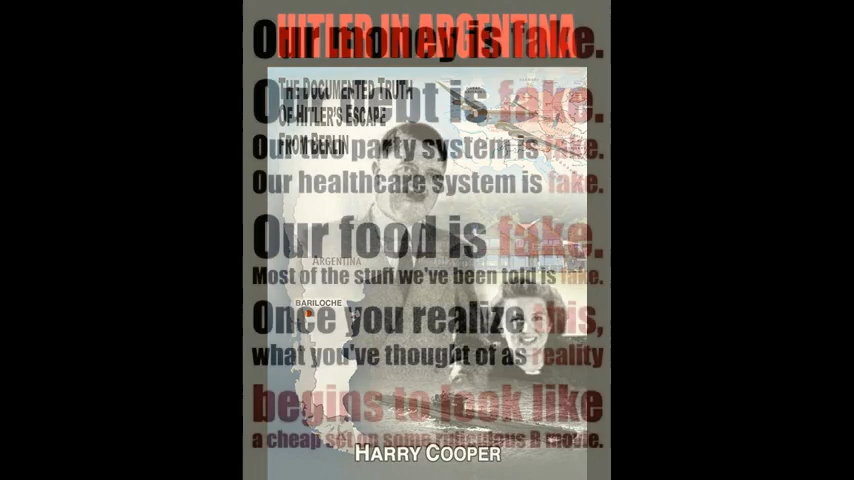 HITLER IN ARGENTINA
Our money is fake.
THE DOCUMENTED TRUTH
OF HITLER'S ESCAPE
FROM BERLIN
Our debt is fake.
Our two party system is fake.
Our healthcare system is fake.
Our food is fake.
ARGENTINA
Most of the stuff we've been told is fake.
BARILOCHE
Once you realize this,
what you've thought of as reality
begins to look like
a cheap set on some ridiculous B movie.
HARRY COOPER